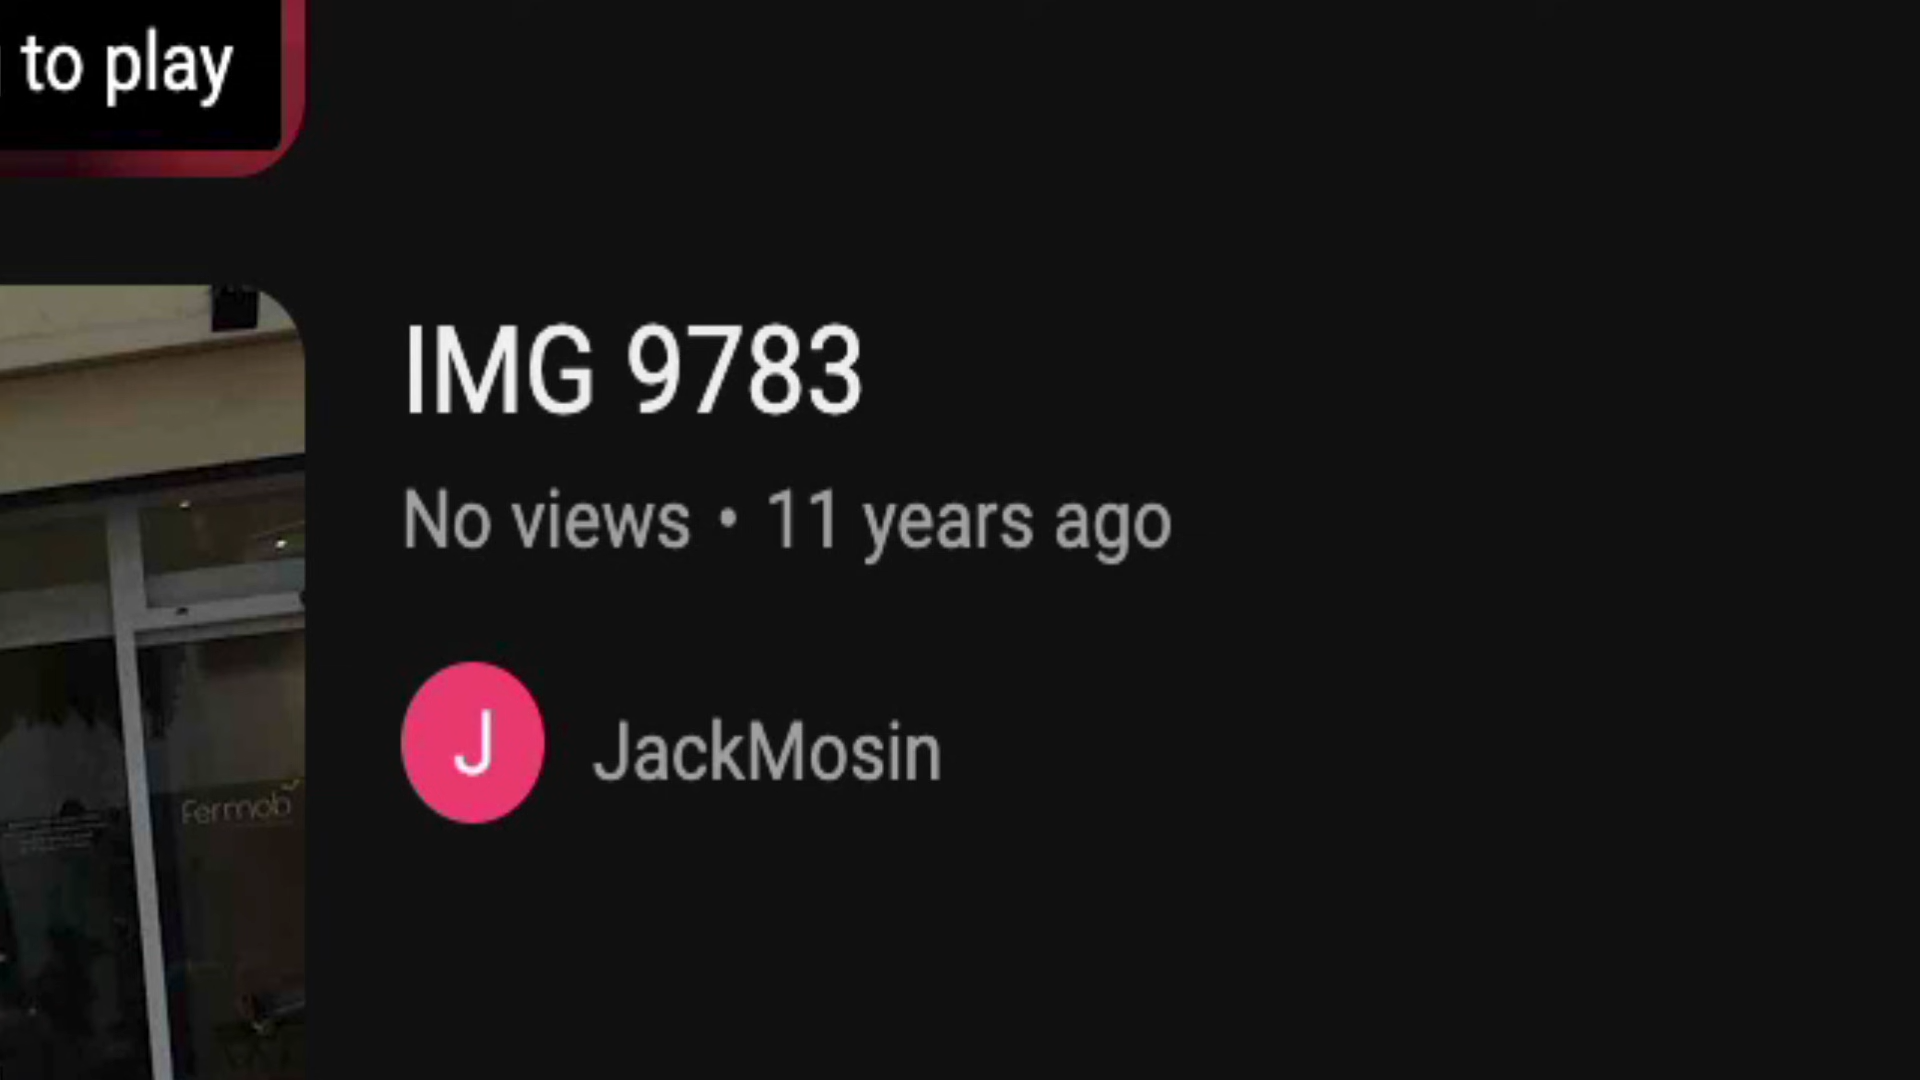 to play
IMG 9783
No views • 11 years ago
J JackMosin
Fermob